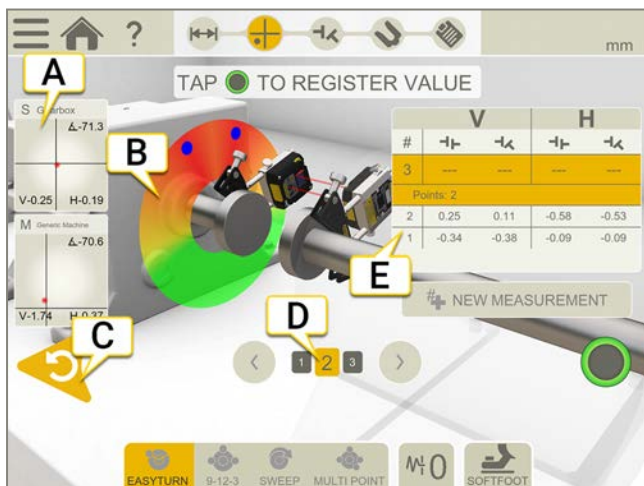 ?
mm
TAP TO REGISTER VALUE
A
S Gearbox
∡-71.3
V-0.25 H-0.19
M Generic Machine
∡-70.6
V-1.74 H-0.37
B
C
D
E
V H
#
3 --- --- --- ---
Points: 2
2 0.25 0.11 -0.58 -0.53
1 -0.34 -0.38 -0.09 -0.09
# NEW MEASUREMENT
< 1 2 3 >
EASYTURN 9-12-3 SWEEP MULTI POINT
0
SOFTFOOT